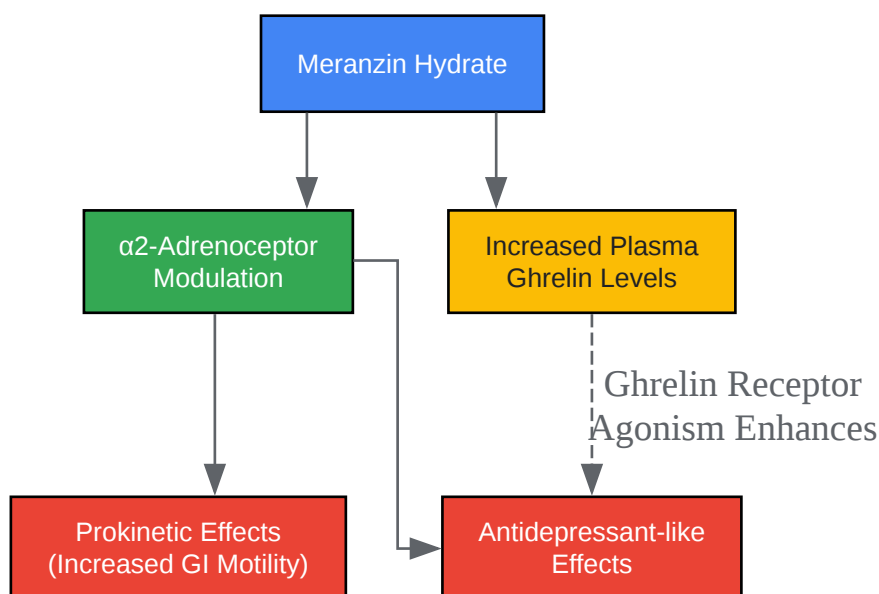 Meranzin Hydrate
α2-Adrenoceptor
Modulation
Increased Plasma
Ghrelin Levels
Ghrelin Receptor
Agonism Enhances
Prokinetic Effects
(Increased GI Motility)
Antidepressant-like
Effects